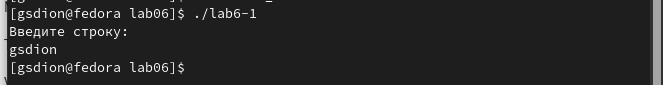 [gsdion@fedora lab06]$ ./lab6-1
Введите строку:
gsdion
[gsdion@fedora lab06]$